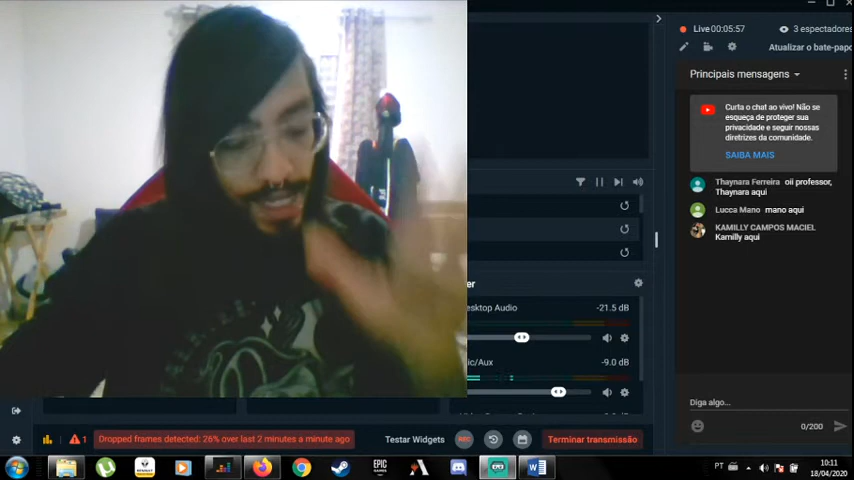 Live 00:05:57
3 espectadores
Atualizar o bate-papo
Principais mensagens
Curta o chat ao vivo! Não se
esqueça de proteger sua
privacidade e seguir nossas
diretrizes da comunidade.
SAIBA MAIS
Thaynara Ferreira oii professor,
Thaynara aqui
Lucca Mano mano aqui
KAMILLY CAMPOS MACIEL
Kamilly aqui
esktop Audio
-21.5 dB
ic/Aux
-9.0 dB
Diga algo...
0/200
1
Dropped frames detected: 26% over last 2 minutes a minute ago
Testar Widgets
REC
Terminar transmissão
EPIC
GAMES
PT
10:11
18/04/2020